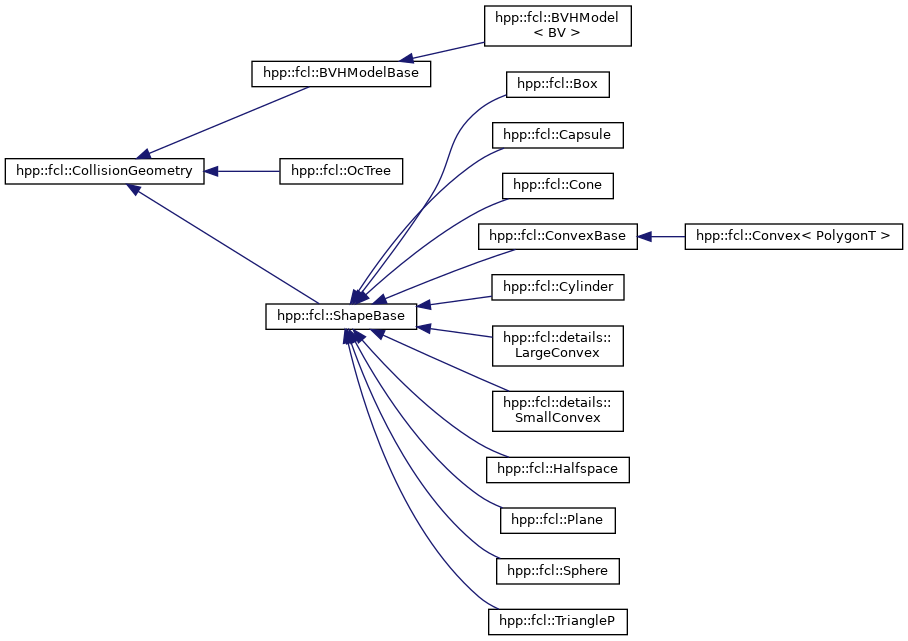 hpp::fcl::BVHModel
< BV >
hpp::fcl::BVHModelBase
hpp::fcl::Box
hpp::fcl::Capsule
hpp::fcl::CollisionGeometry
hpp::fcl::OcTree
hpp::fcl::Cone
hpp::fcl::ConvexBase
hpp::fcl::Convex< PolygonT >
hpp::fcl::Cylinder
hpp::fcl::ShapeBase
hpp::fcl::details::
LargeConvex
hpp::fcl::details::
SmallConvex
hpp::fcl::Halfspace
hpp::fcl::Plane
hpp::fcl::Sphere
hpp::fcl::TriangleP